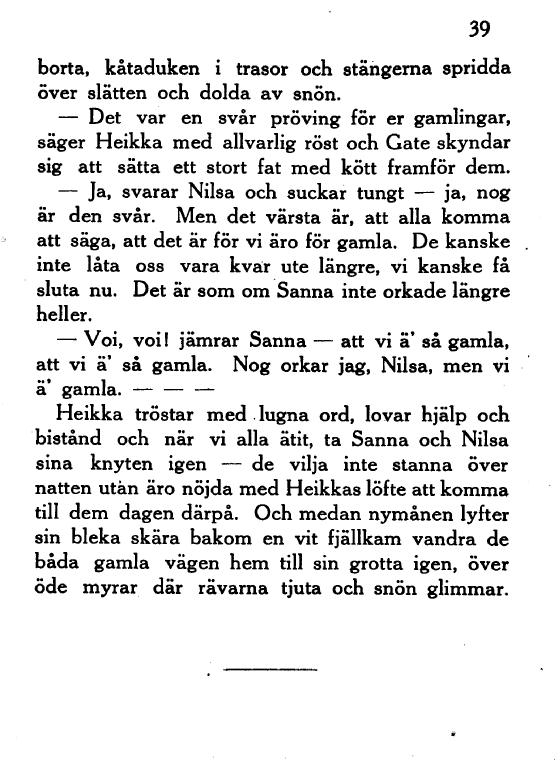 39
borta, kåtaduken i trasor och stängerna spridda
över slätten och dolda av snön.
— Det var en svår pröving för er gamlingar,
säger Heikka med allvarlig röst och Gate skyndar
sig att sätta ett stort fat med kött framför dem.
— Ja, svarar Nilsa och suckar tungt — ja, nog
är den svår. Men det värsta är, att alla komma
att säga, att det är för vi äro för gamla. De kanske
inte låta oss vara kvar ute längre, vi kanske få
sluta nu. Det är som om Sanna inte orkade längre
heller.
— Voi, voi! jämrar Sanna — att vi ä' så gamla,
att vi ä' så gamla. Nog orkar jag, Nilsa, men vi
ä' gamla. — — —
Heikka tröstar med lugna ord, lovar hjälp och
bistånd och när vi alla ätit, ta Sanna och Nilsa
sina knyten igen — de vilja inte stanna över
natten utan äro nöjda med Heikkas löfte att komma
till dem dagen därpå. Och medan nymånen lyfter
sin bleka skära bakom en vit fjällkam vandra de
båda gamla vägen hem till sin grotta igen, över
öde myrar där rävarna tjuta och snön glimmar.